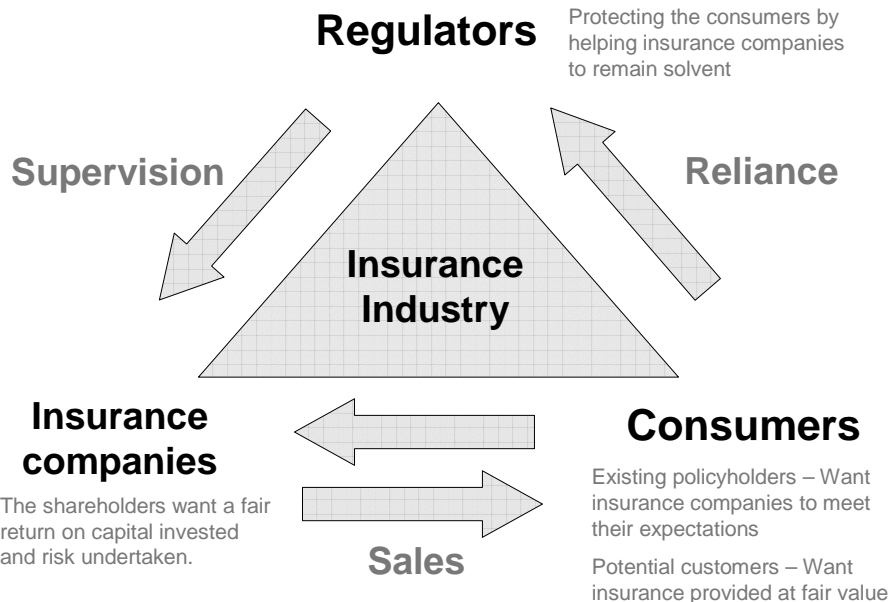 Regulators
Protecting the consumers by
helping insurance companies
to remain solvent
Supervision
Reliance
Insurance
Industry
Insurance
companies
The shareholders want a fair
return on capital invested
and risk undertaken.
Sales
Consumers
Existing policyholders – Want
insurance companies to meet
their expectations
Potential customers – Want
insurance provided at fair value